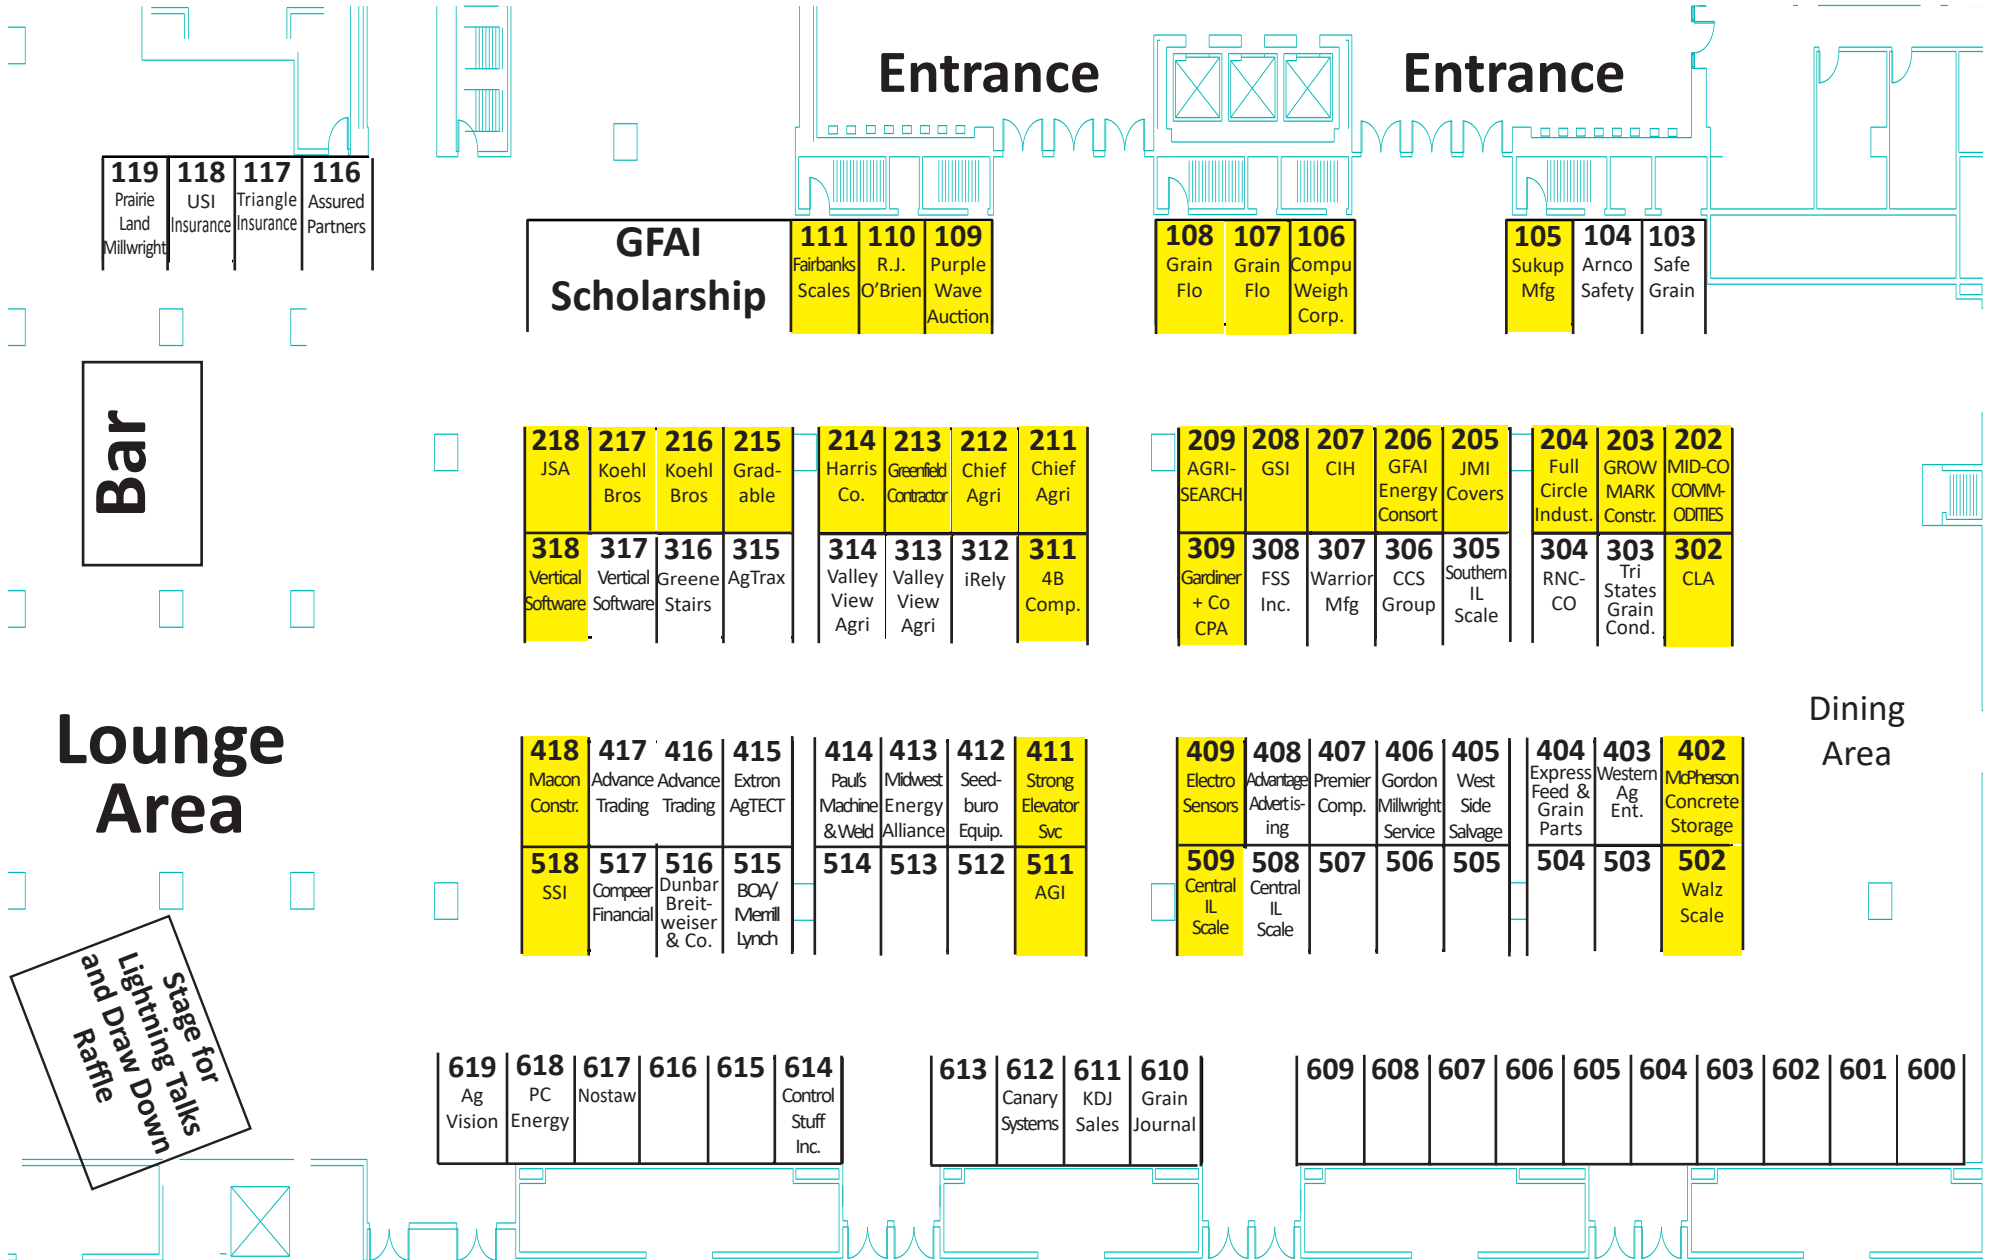 Entrance
Entrance
119
Prairie
Land
Millwright
118
USI
Insurance
117
Triangle
Insurance
116
Assured
Partners
GFAI
Scholarship
111
Fairbanks
Scales
110
R.J.
O’Brien
109
Purple
Wave
Auction
108
Grain
Flo
107
Grain
Flo
106
Compu
Weigh
Corp.
105
Sukup
Mfg
104
Arnco
Safety
103
Safe
Grain
Bar
218
JSA
217
Koehl
Bros
216
Koehl
Bros
215
Grad-
able
214
Harris
Co.
213
Greenfield
Contractor
212
Chief
Agri
211
Chief
Agri
209
AGRI-
SEARCH
208
GSI
207
CIH
206
GFAI
Energy
Consort
205
JMI
Covers
204
Full
Circle
Indust.
203
GROW
MARK
Constr.
202
MID-CO
COMM-
ODITIES
318
Vertical
Software
317
Vertical
Software
316
Greene
Stairs
315
AgTrax
314
Valley
View
Agri
313
Valley
View
Agri
312
iRely
311
4B
Comp.
309
Gardiner
+ Co
CPA
308
FSS
Inc.
307
Warrior
Mfg
306
CCS
Group
305
Southern
IL
Scale
304
RNC-
CO
303
Tri
States
Grain
Cond.
302
CLA
Lounge
Area
Dining
Area
418
Macon
Constr.
417
Advance
Trading
416
Advance
Trading
415
Extron
AgTECT
414
Paul's
Machine
& Weld
413
Midwest
Energy
Alliance
412
Seed-
buro
Equip.
411
Strong
Elevator
Svc
409
Electro
Sensors
408
Advantage
Advertis-
ing
407
Premier
Comp.
406
Gordon
Millwright
Service
405
West
Side
Salvage
404
Express
Feed &
Grain
Parts
403
Western
Ag
Ent.
402
McPherson
Concrete
Storage
518
SSI
517
Compeer
Financial
516
Dunbar
Breit-
weiser
& Co.
515
BOA/
Merrill
Lynch
514
513
512
511
AGI
509
Central
IL
Scale
508
Central
IL
Scale
507
506
505
504
503
502
Walz
Scale
Stage for
Lightning Talks
and Draw Down
Raffle
619
Ag
Vision
618
PC
Energy
617
Nostaw
616
615
614
Control
Stuff
Inc.
613
612
Canary
Systems
611
KDJ
Sales
610
Grain
Journal
609
608
607
606
605
604
603
602
601
600